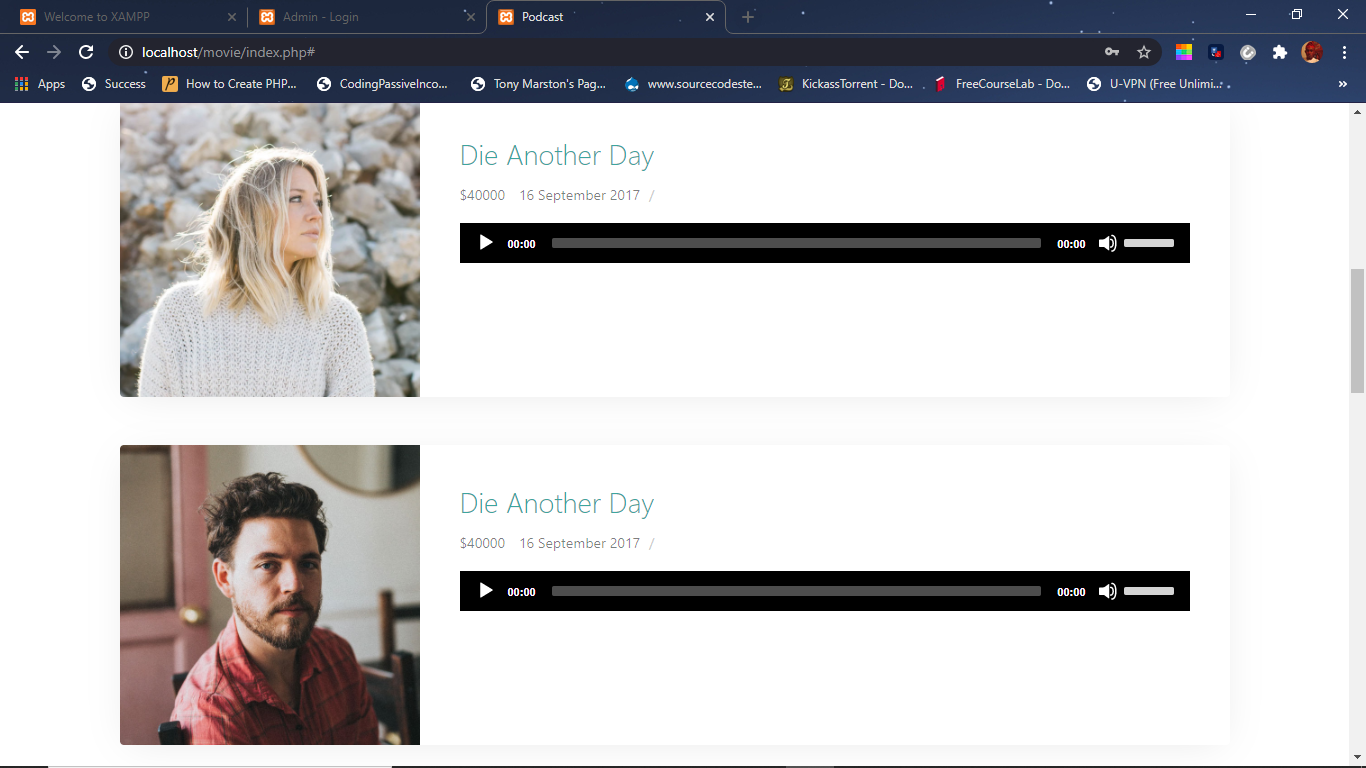 Welcome to XAMPP
Admin - Login
Podcast
localhost/movie/index.php#
Apps
Success
How to Create PHP...
CodingPassiveInco...
Tony Marston's Pag...
www.sourcecodeste...
KickassTorrent - Do...
FreeCourseLab - Do...
U-VPN (Free Unlimi...
»
Die Another Day
$40000 16 September 2017 /
00:00 00:00
Die Another Day
$40000 16 September 2017 /
00:00 00:00